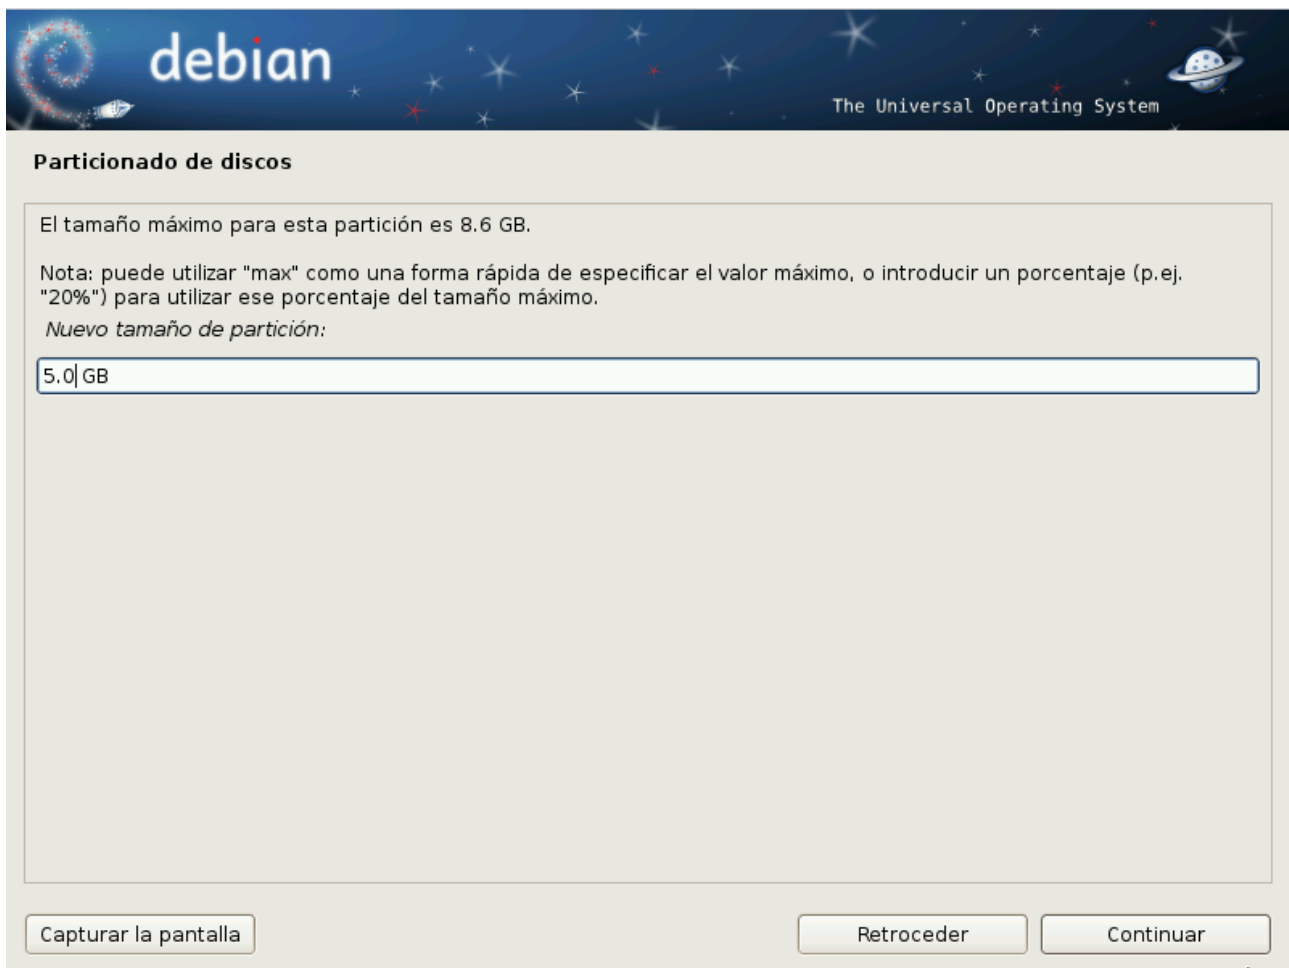 debian
The Universal Operating System
Particionado de discos
El tamaño máximo para esta partición es 8.6 GB.
Nota: puede utilizar "max" como una forma rápida de especificar el valor máximo, o introducir un porcentaje (p.ej.
"20%") para utilizar ese porcentaje del tamaño máximo.
Nuevo tamaño de partición:
5.0 GB
Capturar la pantalla
Retroceder
Continuar